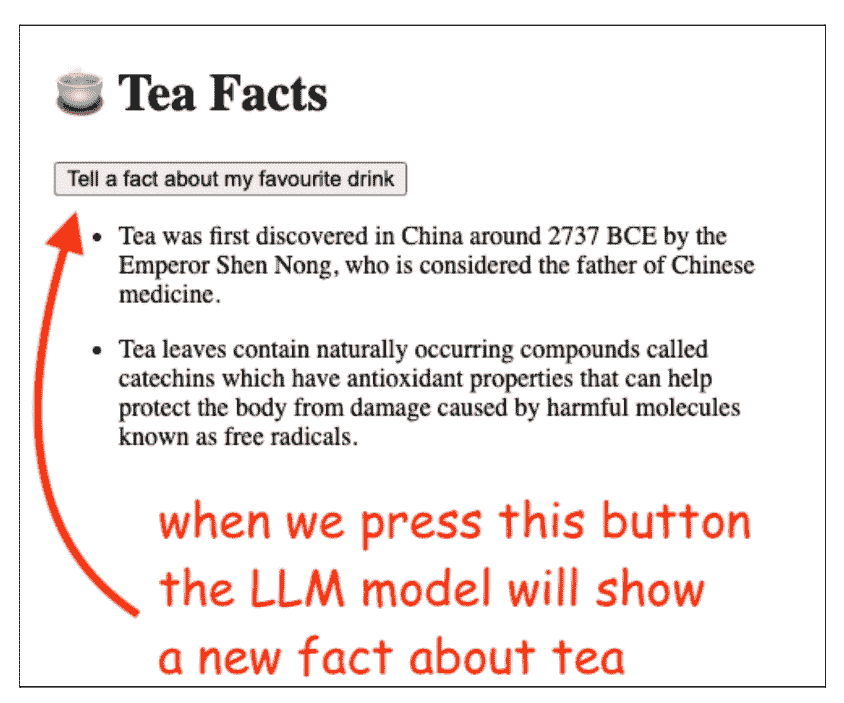 Tea Facts
Tell a fact about my favourite drink
Tea was first discovered in China around 2737 BCE by the
Emperor Shen Nong, who is considered the father of Chinese
medicine.
Tea leaves contain naturally occurring compounds called
catechins which have antioxidant properties that can help
protect the body from damage caused by harmful molecules
known as free radicals.
when we press this button
the LLM model will show
a new fact about tea